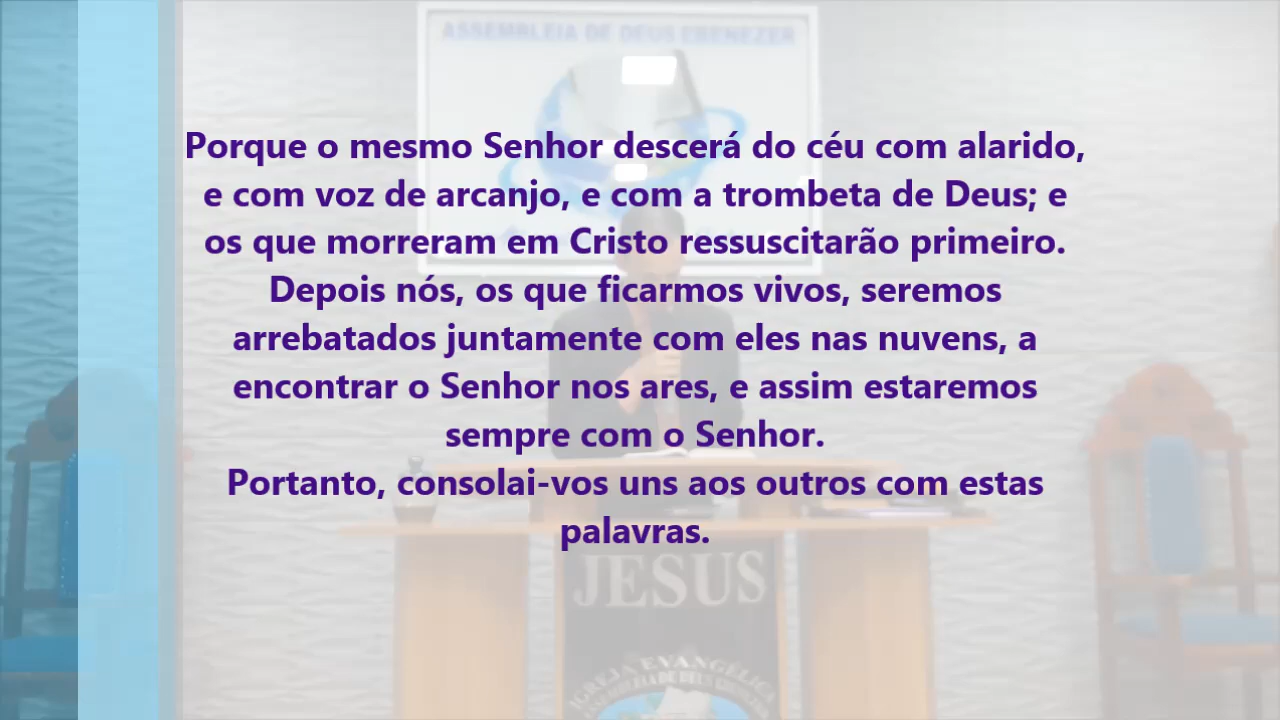 ASSEMBLEIA DE DEUS EBENEZER
Porque o mesmo Senhor descerá do céu com alarido,
e com voz de arcanjo, e com a trombeta de Deus; e
os que morreram em Cristo ressuscitarão primeiro.
Depois nós, os que ficarmos vivos, seremos
arrebatados juntamente com eles nas nuvens, a
encontrar o Senhor nos ares, e assim estaremos
sempre com o Senhor.
Portanto, consolai-vos uns aos outros com estas
palavras.
JESUS
IGREJA EVANGÉLICA